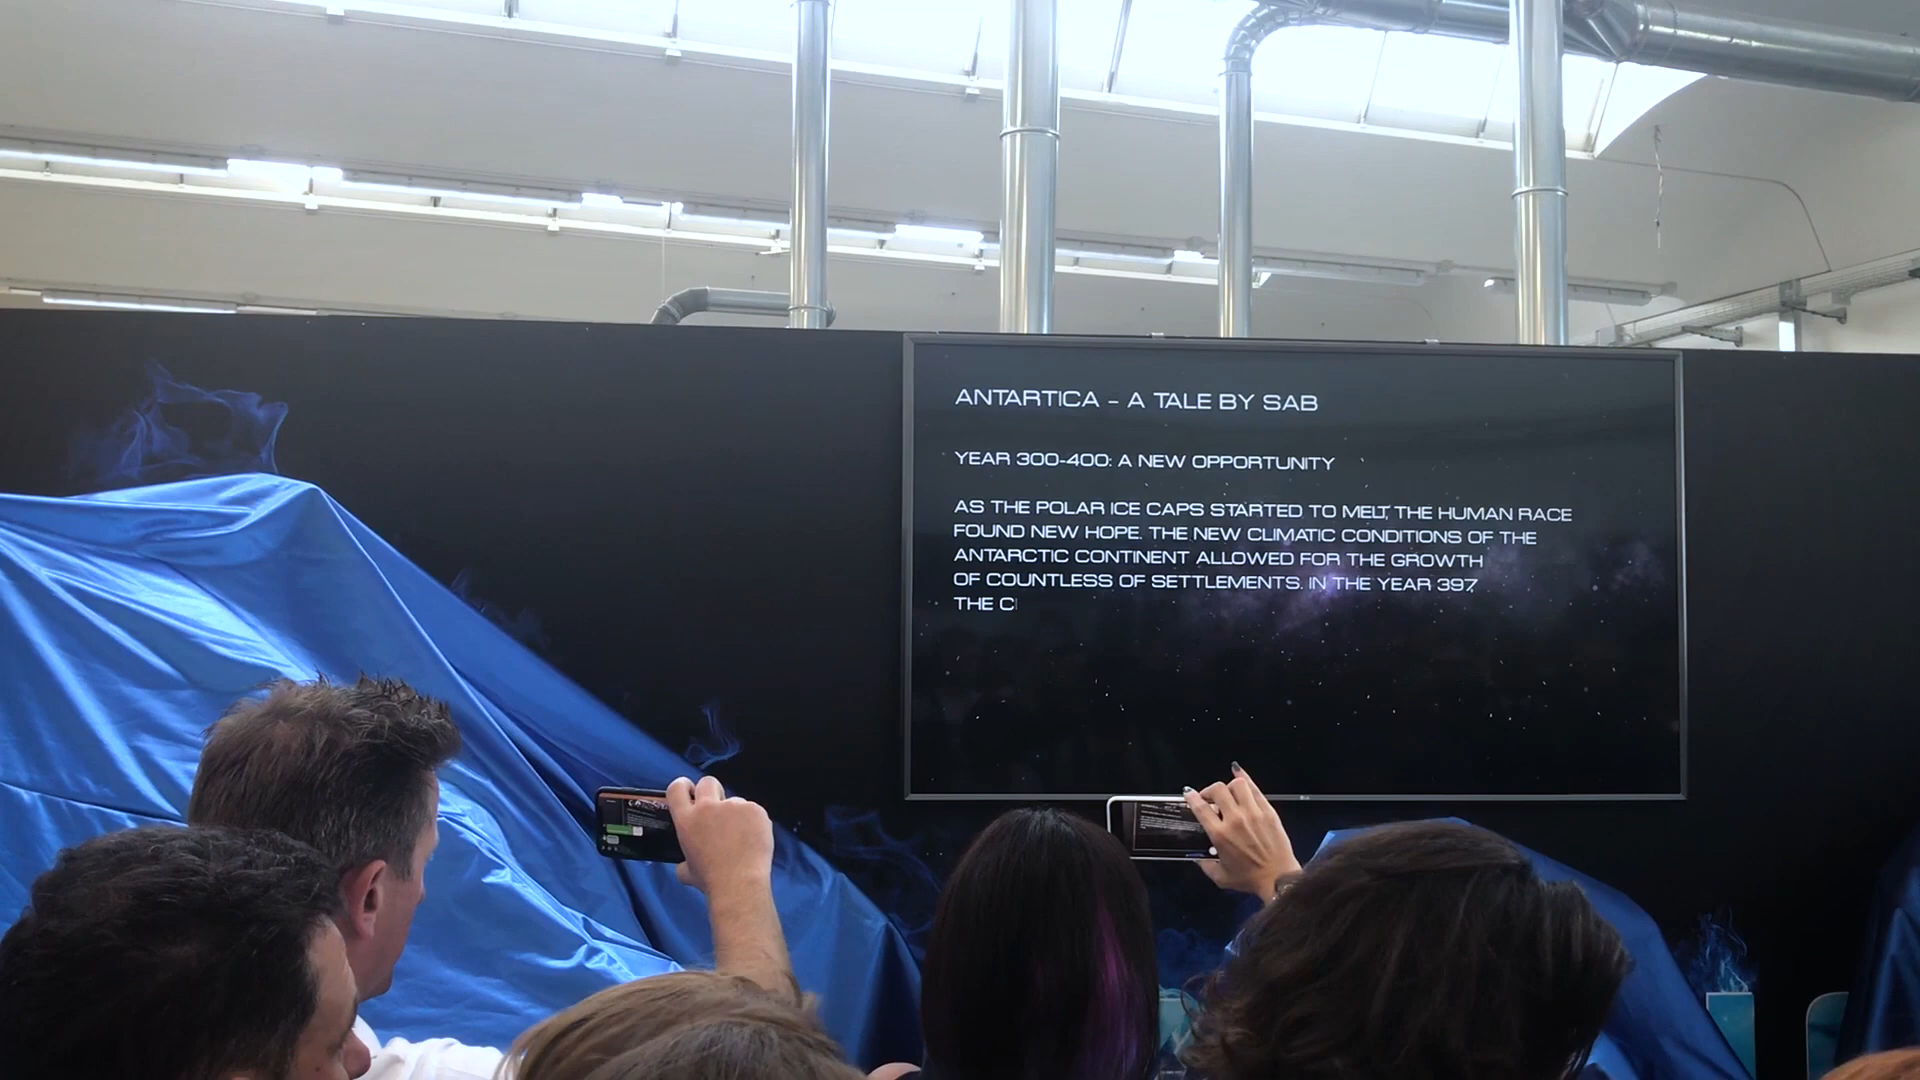 ANTARTICA - A TALE BY SAB
YEAR 300-400: A NEW OPPORTUNITY
AS THE POLAR ICE CAPS STARTED TO MELT, THE HUMAN RACE
FOUND NEW HOPE. THE NEW CLIMATIC CONDITIONS OF THE
ANTARCTIC CONTINENT ALLOWED FOR THE GROWTH
OF COUNTLESS OF SETTLEMENTS. IN THE YEAR 397,
THE C